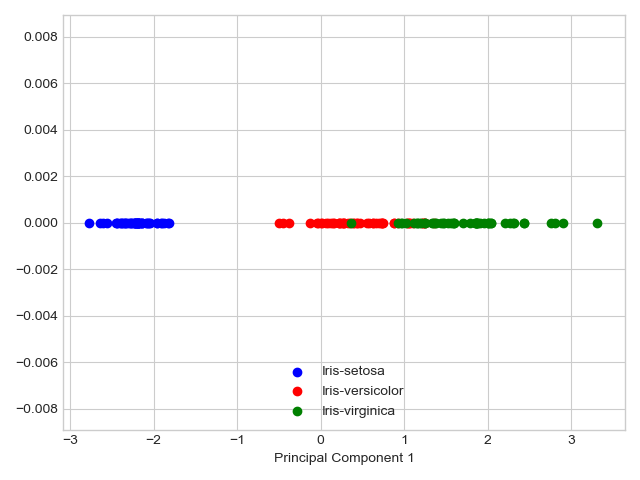 0.008
0.006
0.004
0.002
0.000
−0.002
−0.004
−0.006
−0.008
Iris-setosa
Iris-versicolor
Iris-virginica
−3 −2 −1 0 1 2 3
Principal Component 1